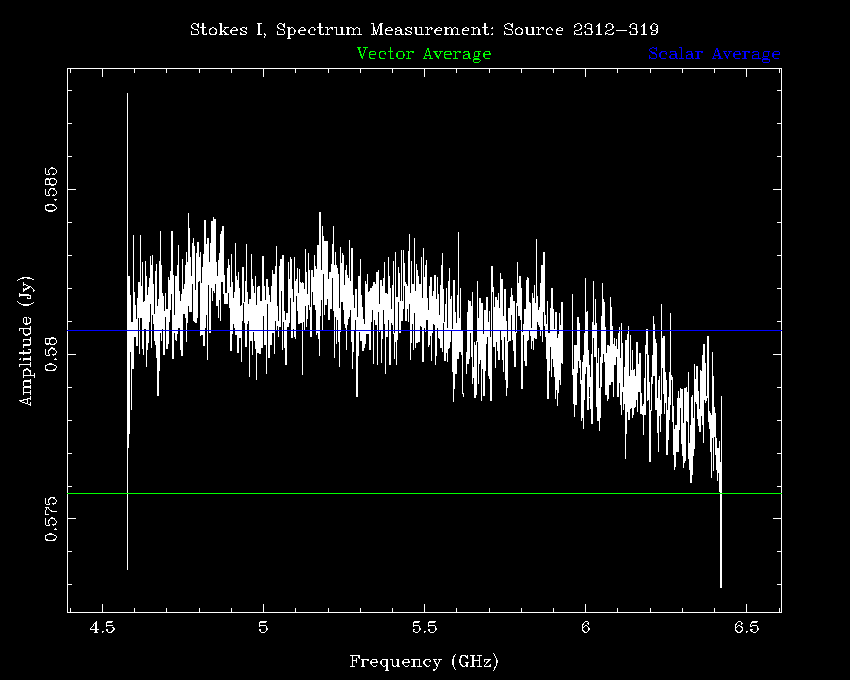 Stokes I, Spectrum Measurement: Source 2312−319
Vector Average Scalar Average
0.585
0.58
0.575
Amplitude (Jy)
4.5 5 5.5 6 6.5
Frequency (GHz)